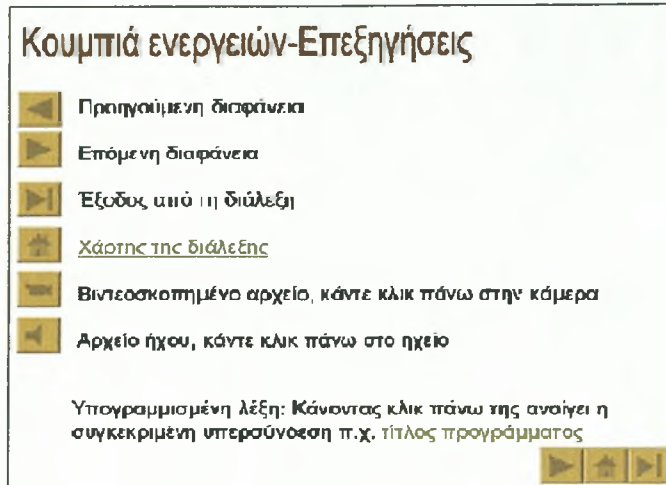 Κουμπιά ενεργειών-Επεξηγήσεις
Προηγούμενη διαφάνεια
Επόμενη διαφάνεια
Έξοδος από τη διάλεξη
Χάρτης της διάλεξης
Βιντεοσκοπημένο αρχείο, κάντε κλικ πάνω στην κάμερα
Αρχείο ήχου, κάντε κλικ πάνω στο ηχείο
Υπογραμμισμένη λέξη: Κάνοντας κλικ πάνω της ανοίγει η
συγκεκριμένη υπερσύνδεση π.χ. τίτλος προγράμματος